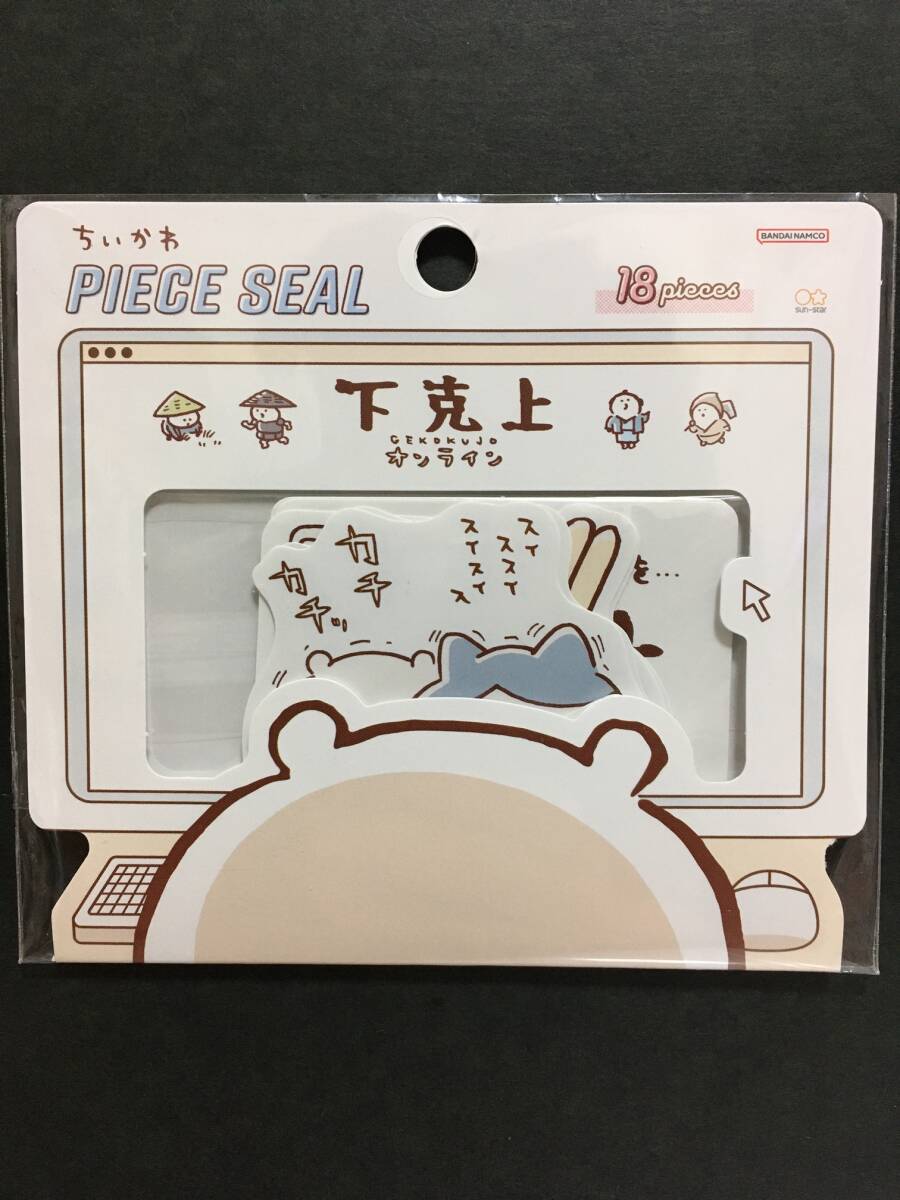 ちいかわ
PIECE SEAL
18 pieces
BANDAI NAMCO
sun-star
下克上
GEKOKUJO
オンライン
カチ
カチッ
スイ
ススイ
スイスイ
ス
を…